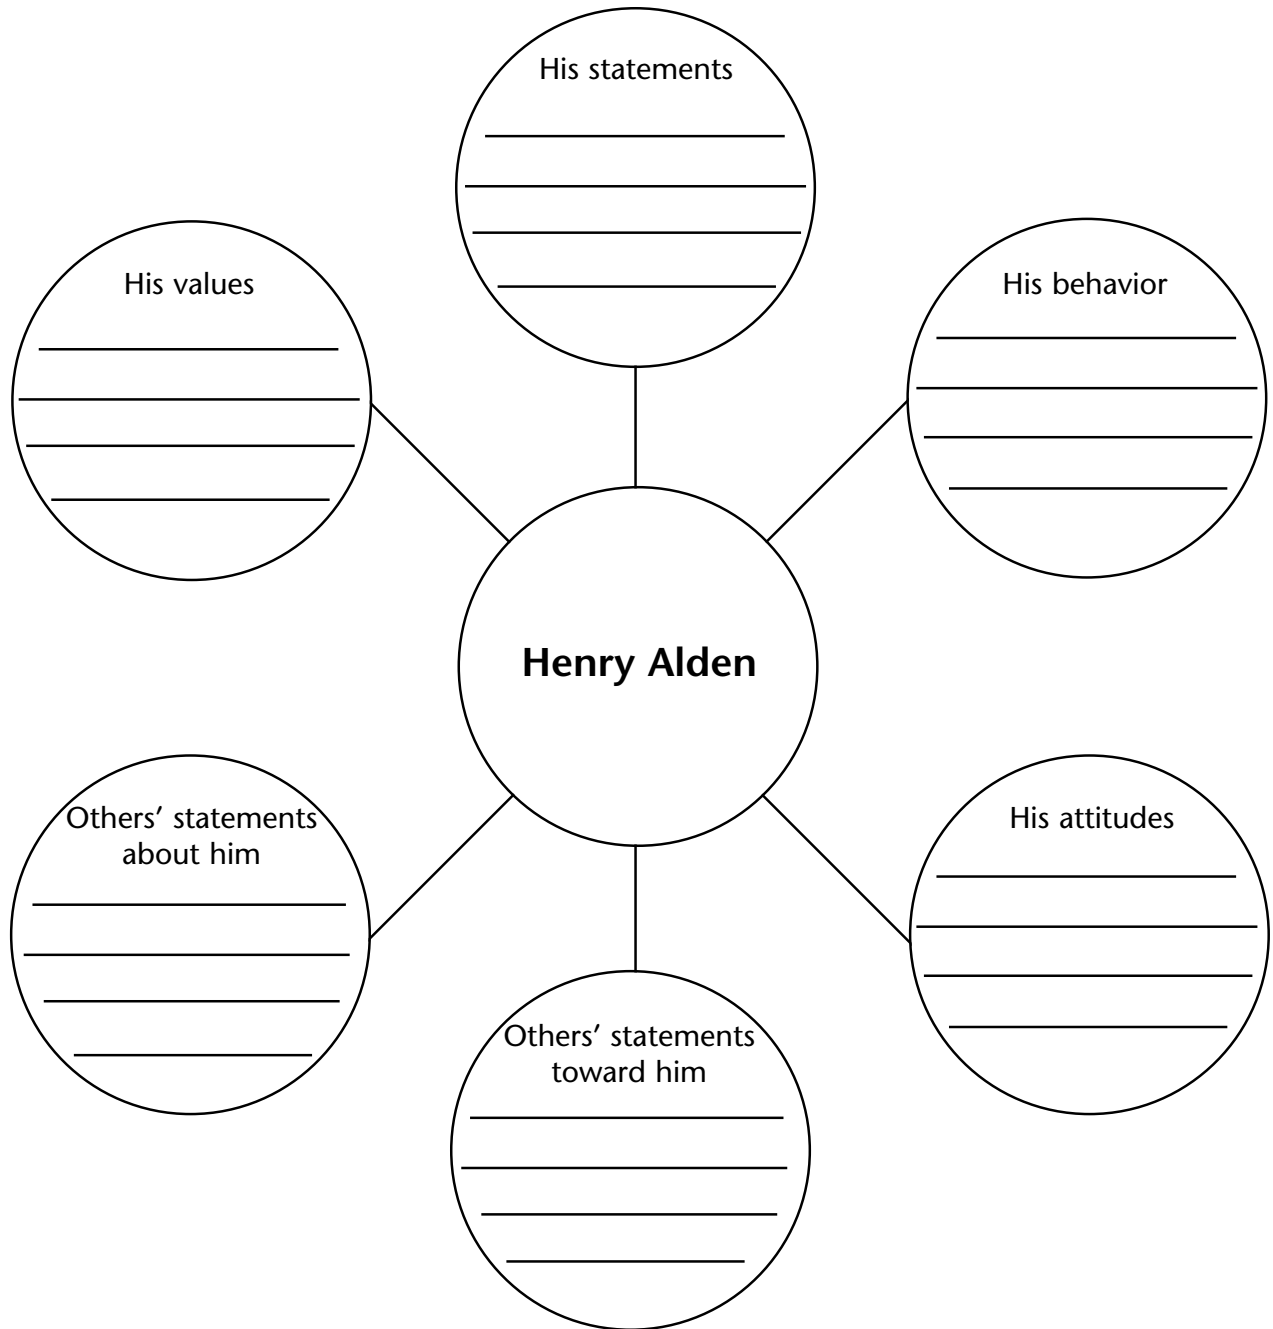 His statements
His values
His behavior
Henry Alden
Others' statements
about him
His attitudes
Others' statements
toward him